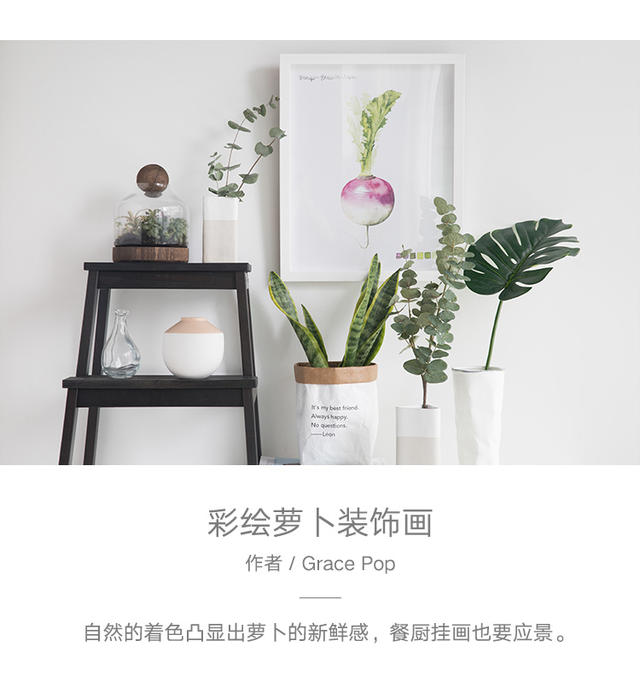 It's my best friend.
Always happy.
No questions.
——Leon
彩绘萝卜装饰画
作者 / Grace Pop
自然的着色凸显出萝卜的新鲜感，餐厨挂画也要应景。